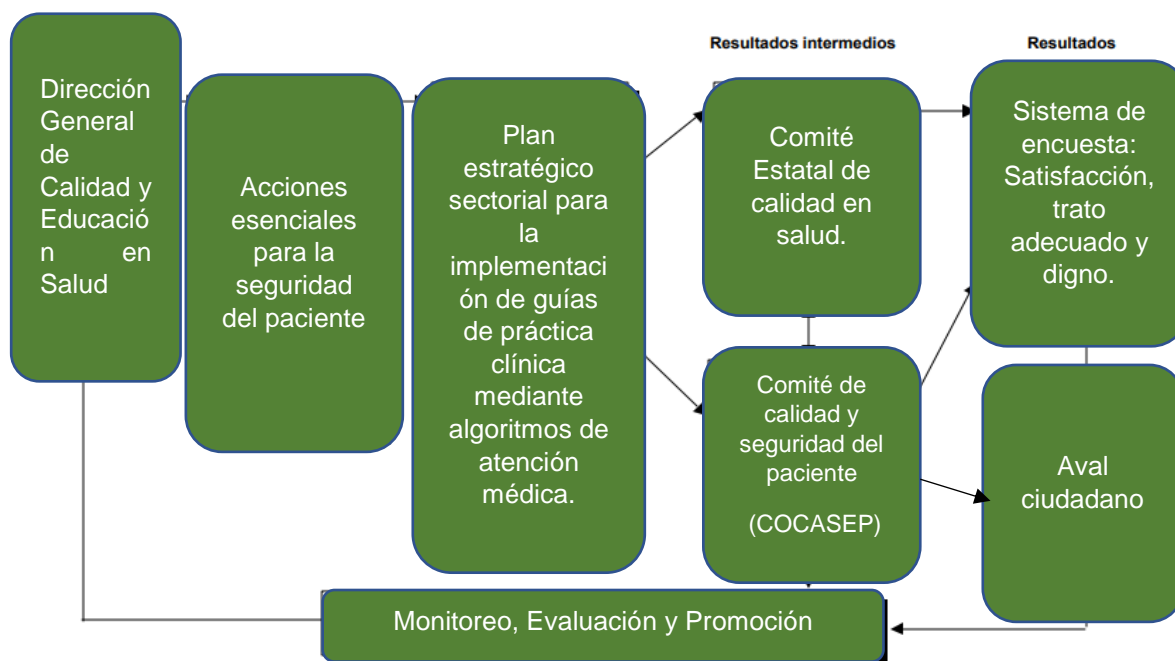 Resultados intermedios
Resultados
Dirección
General
de
Calidad y
Educació
n en
Salud
Acciones
esenciales
para la
seguridad
del paciente
Plan
estratégico
sectorial para
la
implementaci
ón de guías
de práctica
clínica
mediante
algoritmos de
atención
médica.
Comité
Estatal de
calidad en
salud.
Sistema de
encuesta:
Satisfacción,
trato
adecuado y
digno.
Comité de
calidad y
seguridad del
paciente
(COCASEP)
Aval
ciudadano
Monitoreo, Evaluación y Promoción